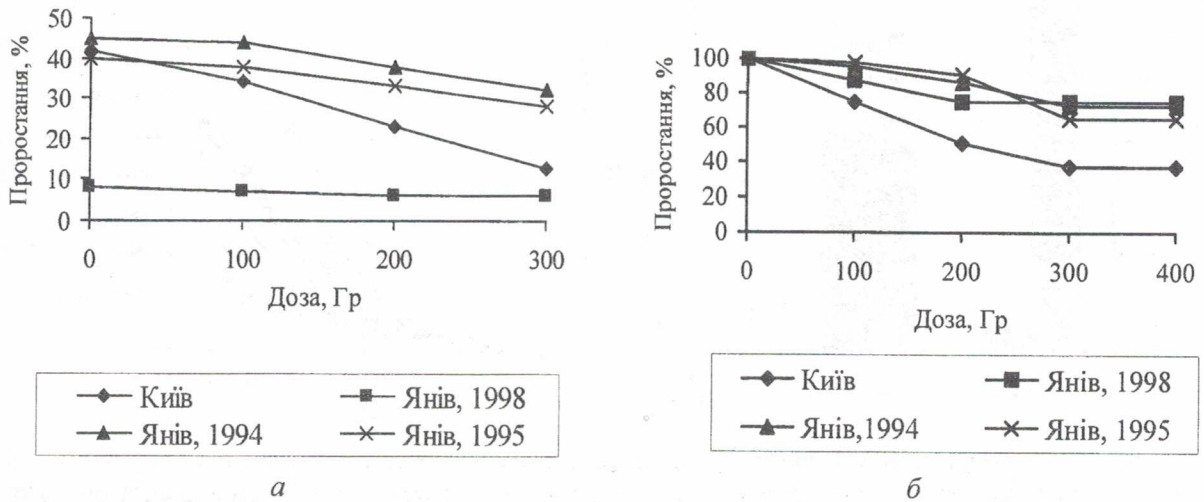 Проростання, %
50
40
30
20
10
0
0 100 200 300
Доза, Гр
Київ Янів, 1998
Янів, 1994 Янів, 1995
а
Проростання, %
100
80
60
40
20
0
0 100 200 300 400
Доза, Гр
Київ Янів, 1998
Янів,1994 Янів, 1995
б